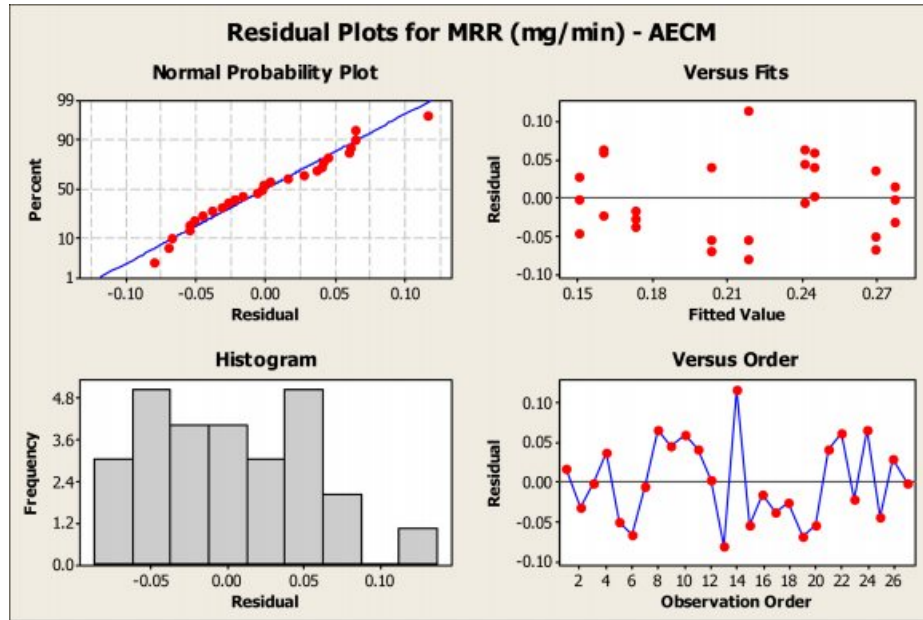 Residual Plots for MRR (mg/min) - AECM
Normal Probability Plot
99
90
50
10
1
Percent
-0.10 -0.05 0.00 0.05 0.10
Residual
Versus Fits
0.10
0.05
0.00
-0.05
-0.10
Residual
0.15 0.18 0.21 0.24 0.27
Fitted Value
Histogram
4.8
3.6
2.4
1.2
0.0
Frequency
-0.05 0.00 0.05 0.10
Residual
Versus Order
0.10
0.05
0.00
-0.05
-0.10
Residual
2 4 6 8 10 12 14 16 18 20 22 24 26
Observation Order